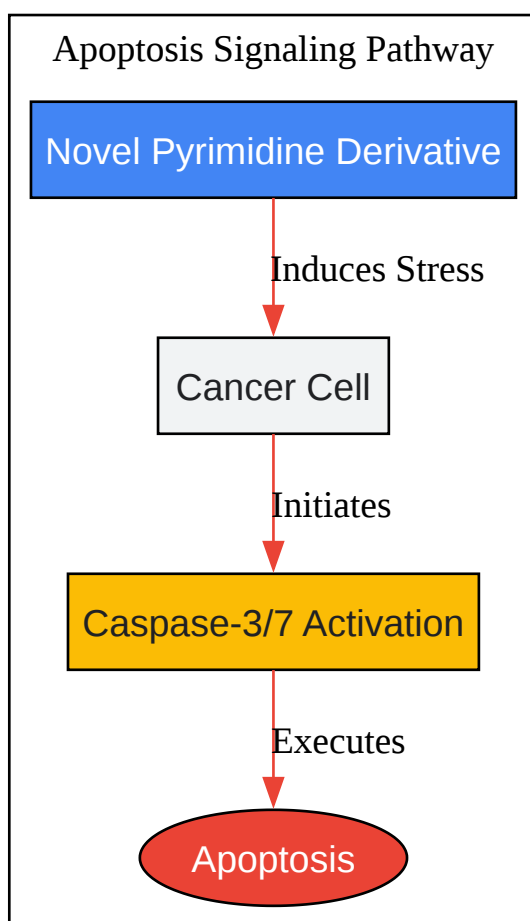 Apoptosis Signaling Pathway
Novel Pyrimidine Derivative
Induces Stress
Cancer Cell
Initiates
Caspase-3/7 Activation
Executes
Apoptosis